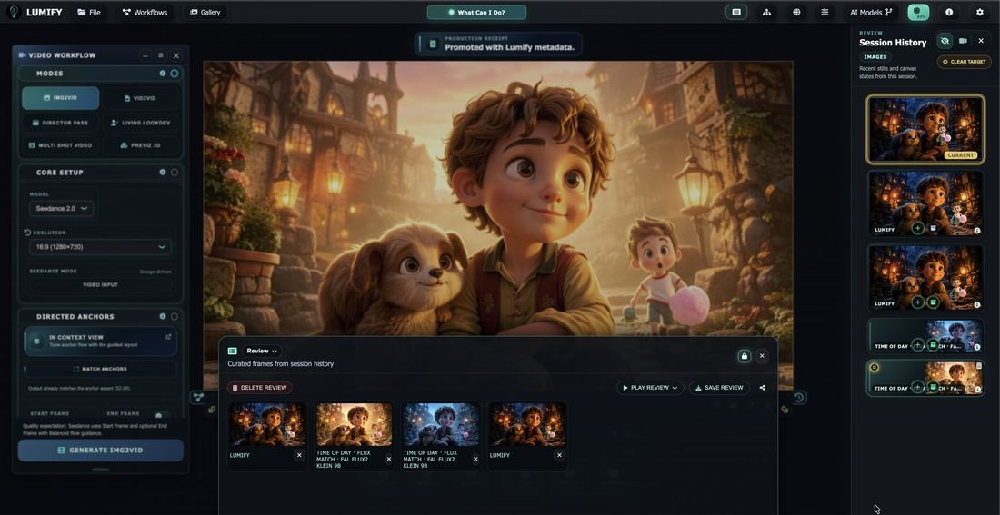 LUMIFY
File
Workflows
Gallery
What Can I Do?
AI Models
PRODUCTION RECEIPT
Promoted with Lumify metadata.
VIDEO WORKFLOW
MODES
IMG2VID
VID2VID
DIRECTOR PASS
LIVING LOOKDEV
MULTI SHOT VIDEO
PREVIZ 3D
CORE SETUP
MODEL
Seedance 2.0
ESOLUTION
16:9 (1280×720)
SEEDANCE MODE
Image driven
VIDEO INPUT
DIRECTED ANCHORS
IN CONTEXT VIEW
Tune anchor flow with the guided layout
MATCH ANCHORS
Output already matches the anchor aspect
START FRAME
END FRAME
Quality expectation: Seedance uses Start Frame and optional End
Frame with Balanced flow guidance.
GENERATE IMG2VID
Review
Curated frames from session history
DELETE REVIEW
PLAY REVIEW
SAVE REVIEW
LUMIFY
TIME OF DAY · FLUX
MATCH · FAL FLUX2
KLEIN 9B
TIME OF DAY · FLUX
MATCH · FAL FLUX2
KLEIN 9B
LUMIFY
REVIEW
Session History
IMAGES
CLEAR TARGET
Recent stills and canvas
states from this session.
CURRENT
LUMIFY
LUMIFY
TIME OF DAY
CH · FA...
TIME OF DAY
CH · FA...